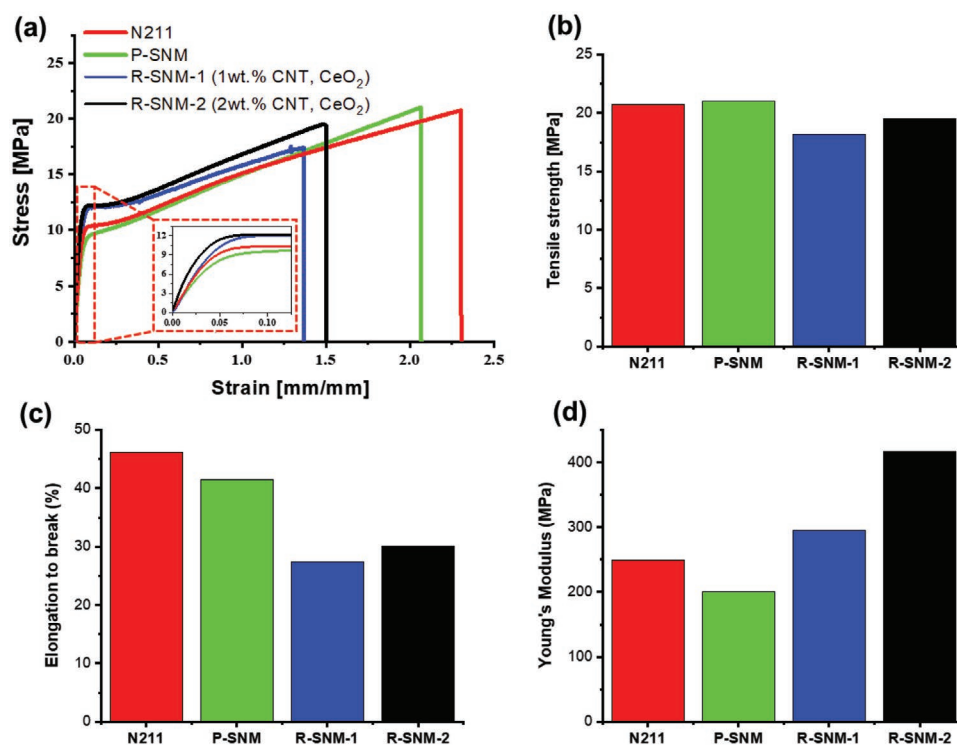 (a)
N211
P-SNM
R-SNM-1 (1wt.% CNT, CeO₂)
R-SNM-2 (2wt.% CNT, CeO₂)
Stress [MPa]
25
20
15
10
5
0
0.0 0.5 1.0 1.5 2.0 2.5
Strain [mm/mm]
12
9
6
3
0
0.00 0.05 0.10
(b)
Tensile strength [MPa]
25
20
15
10
5
0
N211 P-SNM R-SNM-1 R-SNM-2
(c)
Elongation to break (%)
50
40
30
20
10
0
N211 P-SNM R-SNM-1 R-SNM-2
(d)
Young's Modulus (MPa)
400
300
200
100
0
N211 P-SNM R-SNM-1 R-SNM-2